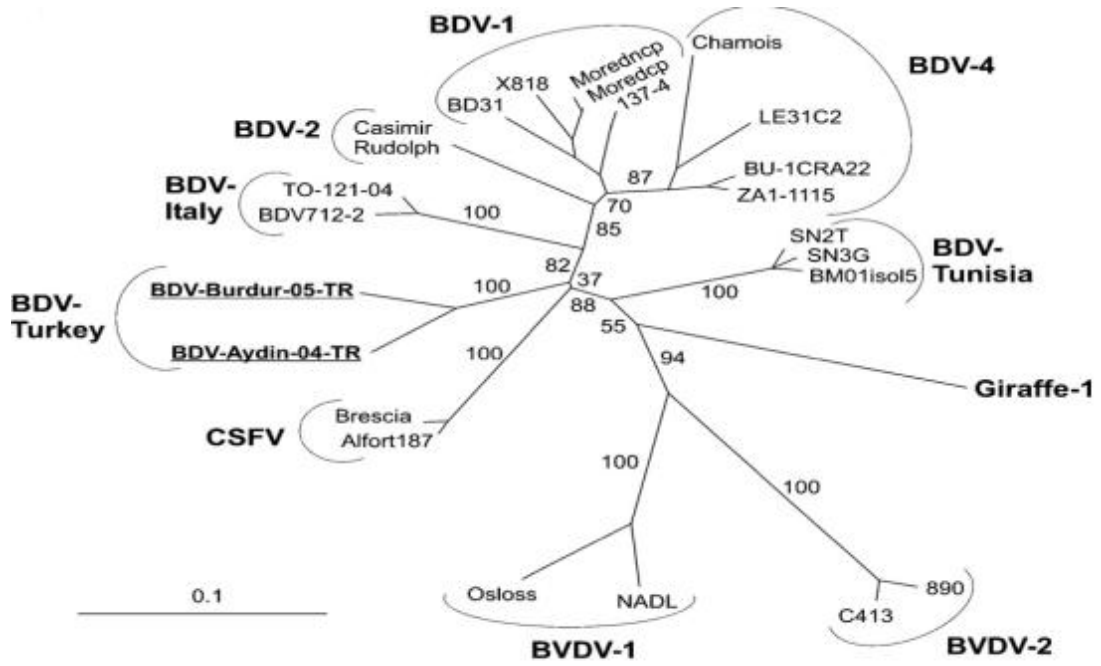 BDV-1
Chamois
BDV-4
X818
Moredncp
Moredcp
137-4
BD31
LE31C2
BDV-2
Casimir
Rudolph
87
BU-1CRA22
ZA1-1115
BDV-
Italy
TO-121-04
BDV712-2
100
70
85
SN2T
SN3G
BM01isol5
BDV-
Tunisia
82
37
100
BDV-
Turkey
BDV-Burdur-05-TR
100
88
55
BDV-Aydin-04-TR
100
94
Giraffe-1
CSFV
Brescia
Alfort187
100
100
0.1
Osloss
NADL
890
C413
BVDV-1
BVDV-2